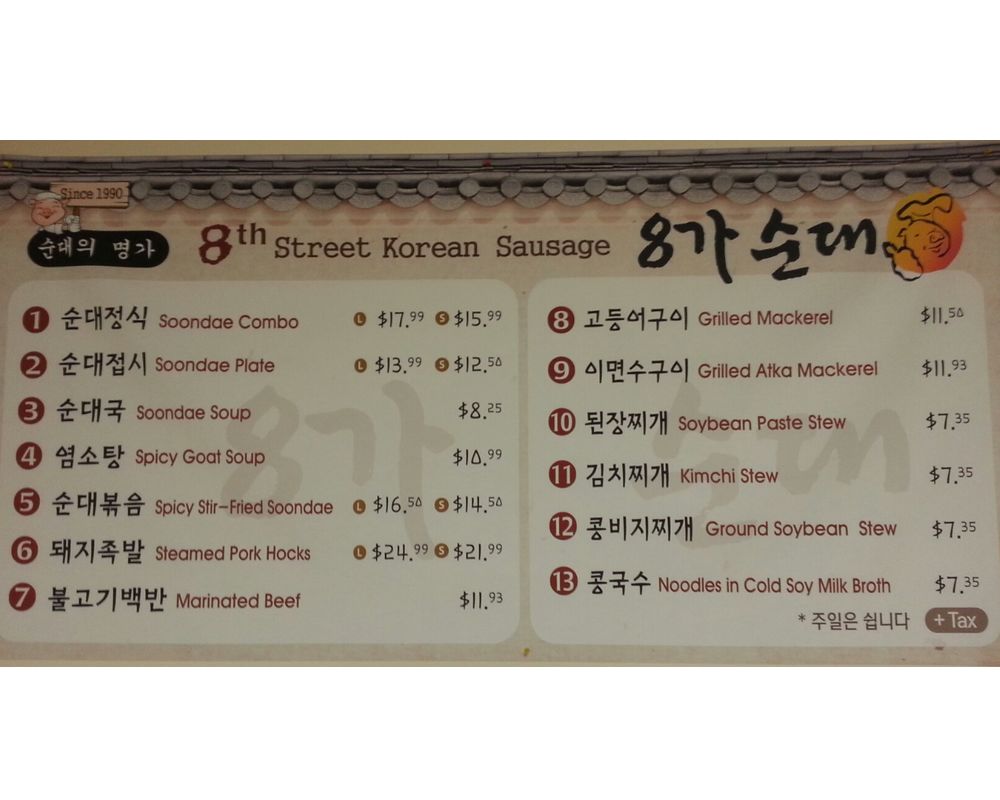 Since 1990
순대의 명가
8th Street Korean Sausage
8가 순대
1 순대정식 Soondae Combo L $17.99 S $15.99
2 순대접시 Soondae Plate L $13.99 S $12.50
3 순대국 Soondae Soup $8.25
4 염소탕 Spicy Goat Soup $10.99
5 순대볶음 Spicy Stir-Fried Soondae L $16.50 S $14.50
6 돼지족발 Steamed Pork Hocks L $24.99 S $21.99
7 불고기백반 Marinated Beef $11.93
8 고등어구이 Grilled Mackerel $11.50
9 이면수구이 Grilled Atka Mackerel $11.93
10 된장찌개 Soybean Paste Stew $7.35
11 김치찌개 Kimchi Stew $7.35
12 콩비지찌개 Ground Soybean Stew $7.35
13 콩국수 Noodles in Cold Soy Milk Broth $7.35
* 주일은 쉽니다 + Tax
8가 순대